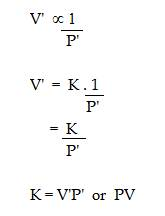 V' ∝ 1
P'
V' = K . 1
P'
= K
P'
K = V'P' or PV